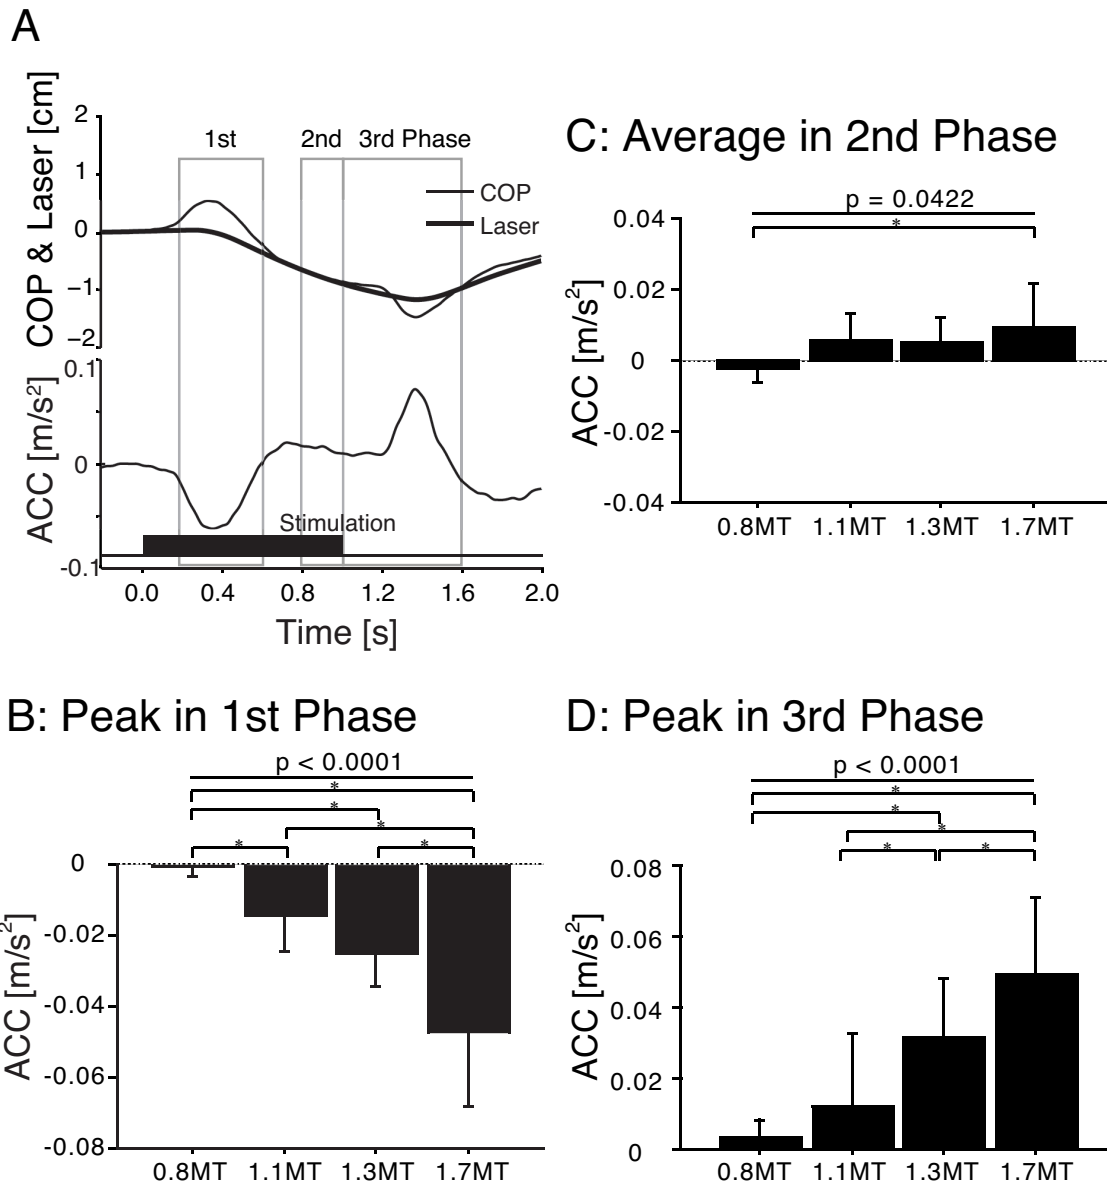 A
COP & Laser [cm]
2
1
0
−1
−2
1st
2nd
3rd Phase
COP
Laser
ACC [m/s²]
0.1
0
-0.1
Stimulation
0.0 0.4 0.8 1.2 1.6 2.0
Time [s]
C: Average in 2nd Phase
p = 0.0422
*
ACC [m/s²]
0.04
0.02
0
-0.02
-0.04
0.8MT 1.1MT 1.3MT 1.7MT
B: Peak in 1st Phase
p < 0.0001
*
*
*
* *
ACC [m/s²]
0
-0.02
-0.04
-0.06
-0.08
0.8MT 1.1MT 1.3MT 1.7MT
D: Peak in 3rd Phase
p < 0.0001
*
*
*
* *
ACC [m/s²]
0.08
0.06
0.04
0.02
0
0.8MT 1.1MT 1.3MT 1.7MT